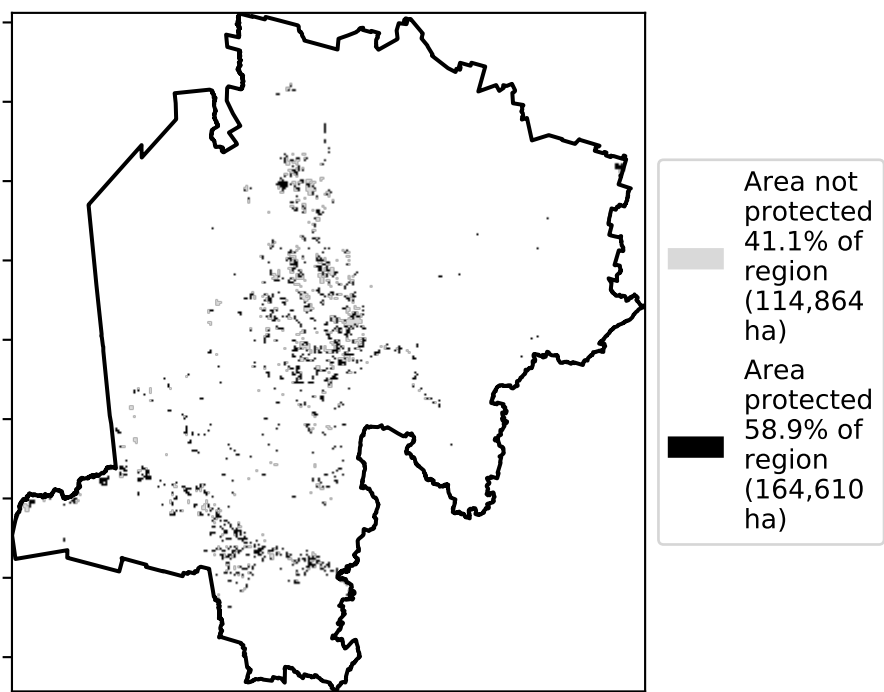 Area not
protected
41.1% of
region
(114,864
ha)
Area
protected
58.9% of
region
(164,610
ha)